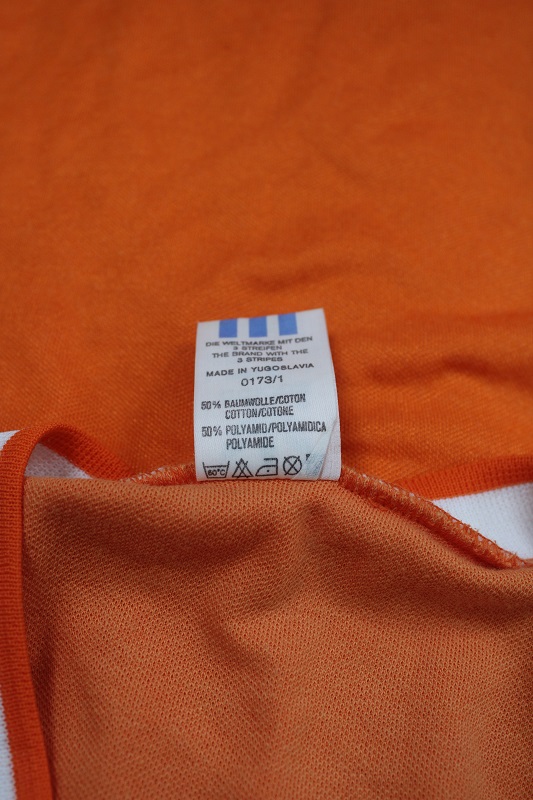 DIE WELTMARKE MIT DEN
3 STREIFEN
THE BRAND WITH THE
3 STRIPES
MADE IN YUGOSLAVIA
0173/1
50% BAUMWOLLE/COTON
COTTON/COTONE
50% POLYAMID/POLYAMIDICA
POLYAMIDE
60°C